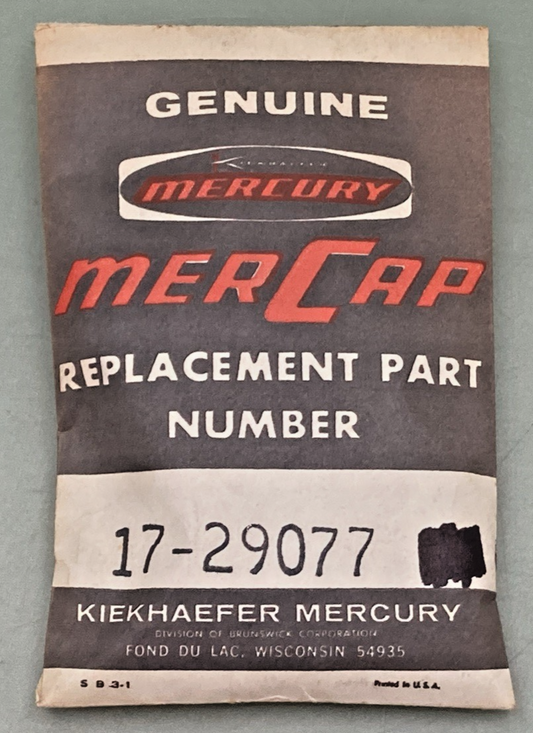 GENUINE
KIEKHAEFER
MERCURY
MERCAP
REPLACEMENT PART
NUMBER
17-29077
KIEKHAEFER MERCURY
DIVISION OF BRUNSWICK CORPORATION
FOND DU LAC, WISCONSIN 54935
S B 3-1
Printed in U.S.A.